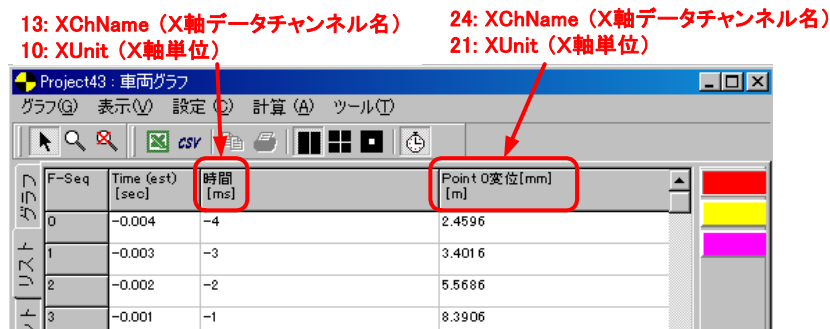 13: XChName（X軸データチャンネル名）
10: XUnit（X軸単位）
24: XChName（X軸データチャンネル名）
21: XUnit（X軸単位）
Project43 : 車両グラフ
グラフ(G) 表示(V) 設定(C) 計算(A) ツール(T)
csv
グラフ
リスト
F-Seq Time (est) [sec] 時間 [ms] Point 0変位[mm] [m]
0 -0.004 -4 2.4596
1 -0.003 -3 3.4016
2 -0.002 -2 5.5686
3 -0.001 -1 8.3906